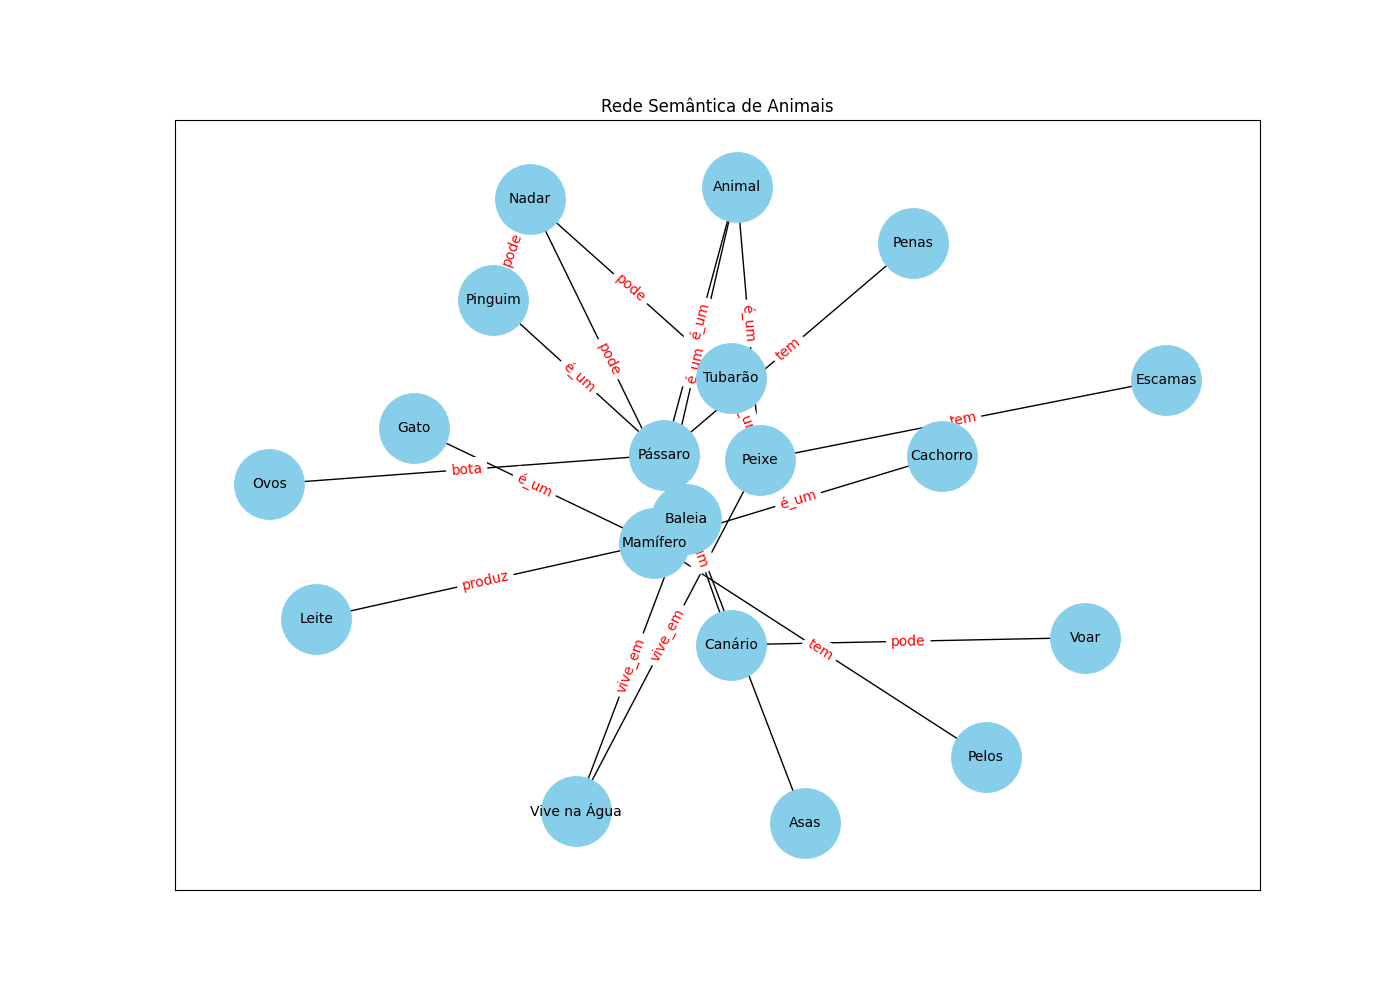 Rede Semântica de Animais
Animal
Nadar
Penas
pode
Pinguim
pode
é_um
é_um
tem
pode
é_um
é_um
Tubarão
Escamas
Gato
tem
Pássaro
Peixe
Cachorro
bota
Ovos
é_um
é_um
Baleia
Mamífero
produz
Leite
vive_em
vive_em
Canário
tem
pode
Voar
Pelos
Vive na Água
Asas